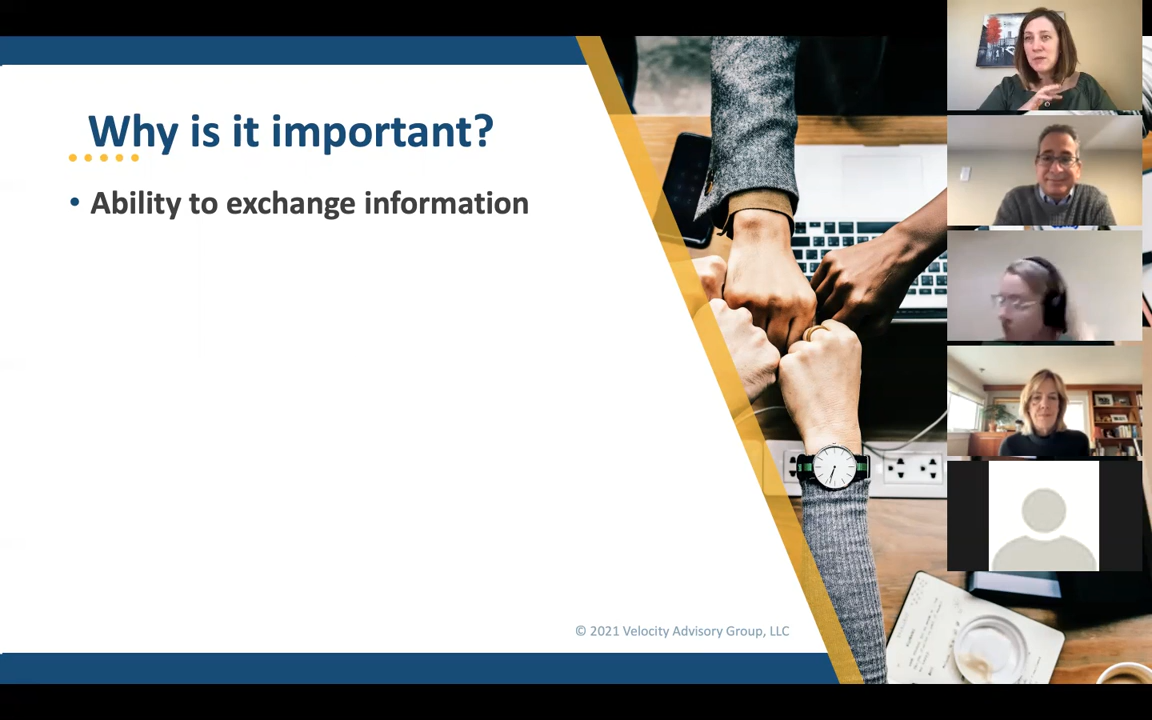 Why is it important?
• Ability to exchange information
© 2021 Velocity Advisory Group, LLC